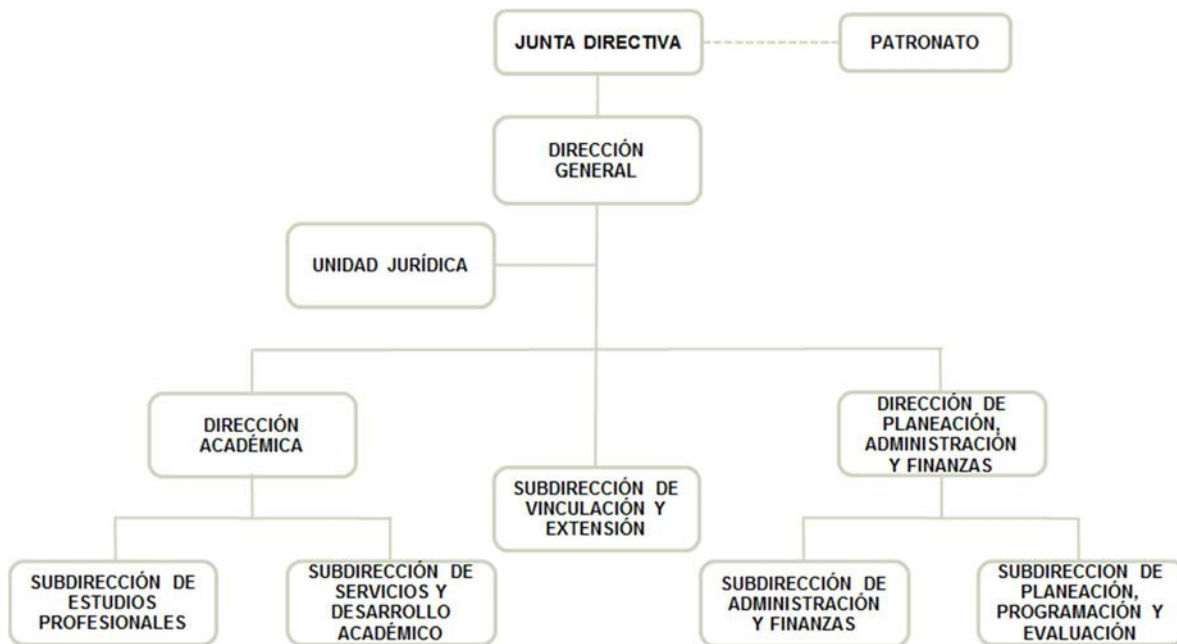 JUNTA DIRECTIVA
PATRONATO
DIRECCIÓN
GENERAL
UNIDAD JURÍDICA
DIRECCIÓN
ACADÉMICA
DIRECCIÓN DE
PLANEACIÓN,
ADMINISTRACIÓN
Y FINANZAS
SUBDIRECCIÓN DE
VINCULACIÓN Y
EXTENSIÓN
SUBDIRECCIÓN DE
ESTUDIOS
PROFESIONALES
SUBDIRECCIÓN DE
SERVICIOS Y
DESARROLLO
ACADÉMICO
SUBDIRECCIÓN DE
ADMINISTRACIÓN
Y FINANZAS
SUBDIRECCION DE
PLANEACIÓN,
PROGRAMACIÓN Y
EVALUACIÓN